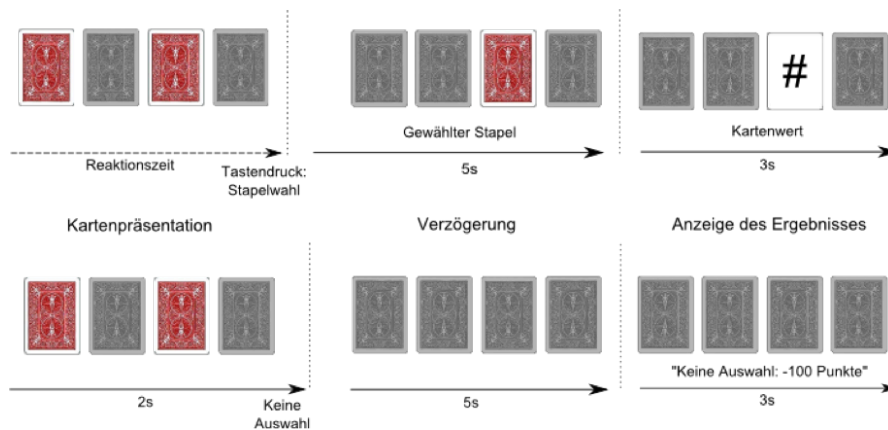 #
Gewählter Stapel
Kartenwert
Reaktionszeit
Tastendruck:
Stapelwahl
5s
3s
Kartenpräsentation
Verzögerung
Anzeige des Ergebnisses
"Keine Auswahl: -100 Punkte"
2s
Keine
Auswahl
5s
3s